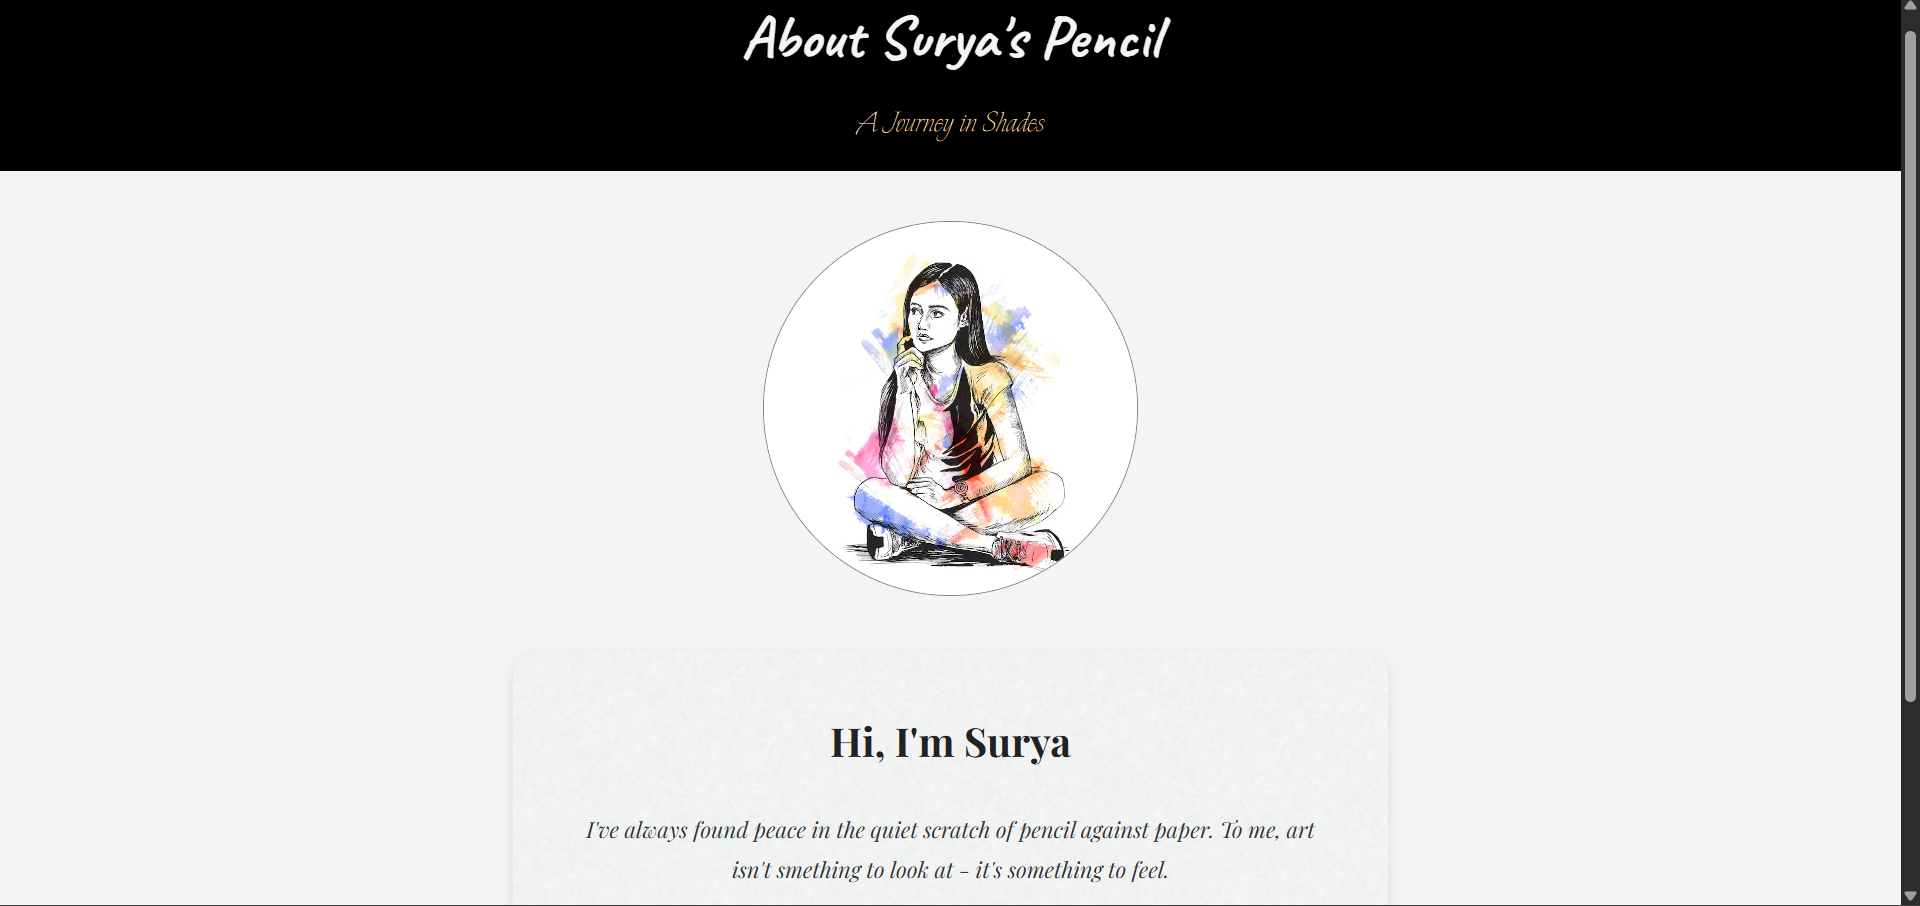 About Surya's Pencil
A Journey in Shades
Hi, I'm Surya
I've always found peace in the quiet scratch of pencil against paper. To me, art
isn't smething to look at - it's something to feel.